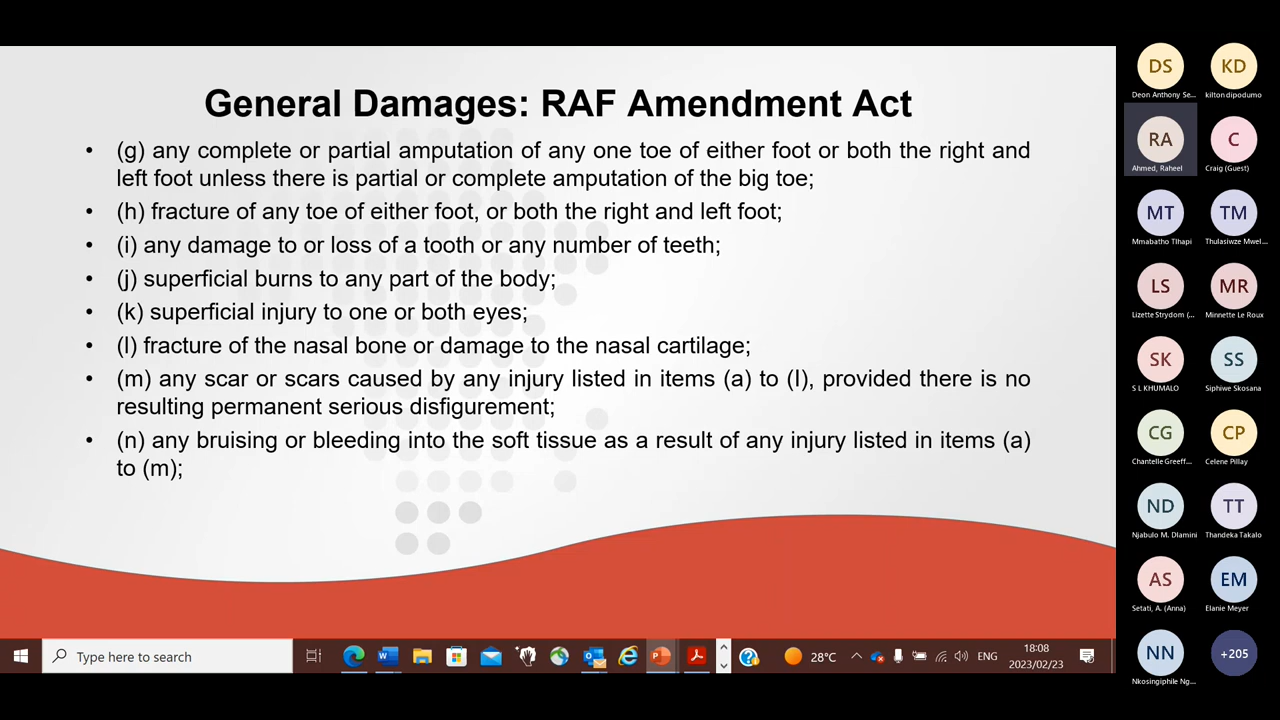 General Damages: RAF Amendment Act
• (g) any complete or partial amputation of any one toe of either foot or both the right and
left foot unless there is partial or complete amputation of the big toe;
• (h) fracture of any toe of either foot, or both the right and left foot;
• (i) any damage to or loss of a tooth or any number of teeth;
• (j) superficial burns to any part of the body;
• (k) superficial injury to one or both eyes;
• (l) fracture of the nasal bone or damage to the nasal cartilage;
• (m) any scar or scars caused by any injury listed in items (a) to (l), provided there is no
resulting permanent serious disfigurement;
• (n) any bruising or bleeding into the soft tissue as a result of any injury listed in items (a)
to (m);
Type here to search
28°C
ENG
18:08
2023/02/23
DS
KD
Deon Anthony Se...
kilton dipodumo
RA
C
Ahmed, Raheel
Craig (Guest)
MT
TM
Mmabatho Tlhapi
Thulasiwze Mwel...
LS
MR
Lizette Strydom (...
Minnette Le Roux
SK
SS
S L KHUMALO
Siphiwe Skosana
CG
CP
Chantelle Greeff...
Celene Pillay
ND
TT
Njabulo M. Dlamini
Thandeka Takalo
AS
EM
Setati, A. (Anna)
Elanie Meyer
NN
+205
Nkosingiphile Ng...